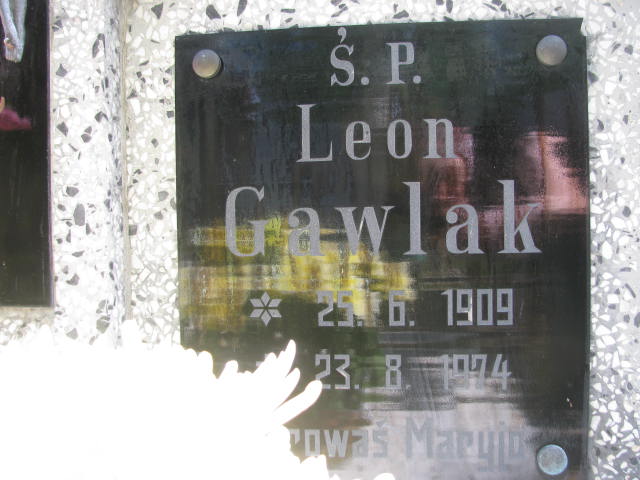 Ś. P.
Leon
Gawlak
25. 6. 1909
23. 8. 1974
Maryjo